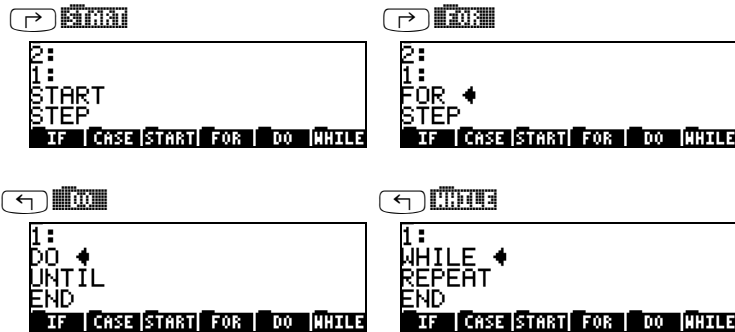 START
2:
1:
START
STEP
IF CASE START FOR DO WHILE
FOR
2:
1:
FOR
STEP
IF CASE START FOR DO WHILE
DO
1:
DO
UNTIL
END
IF CASE START FOR DO WHILE
WHILE
1:
WHILE
REPEAT
END
IF CASE START FOR DO WHILE